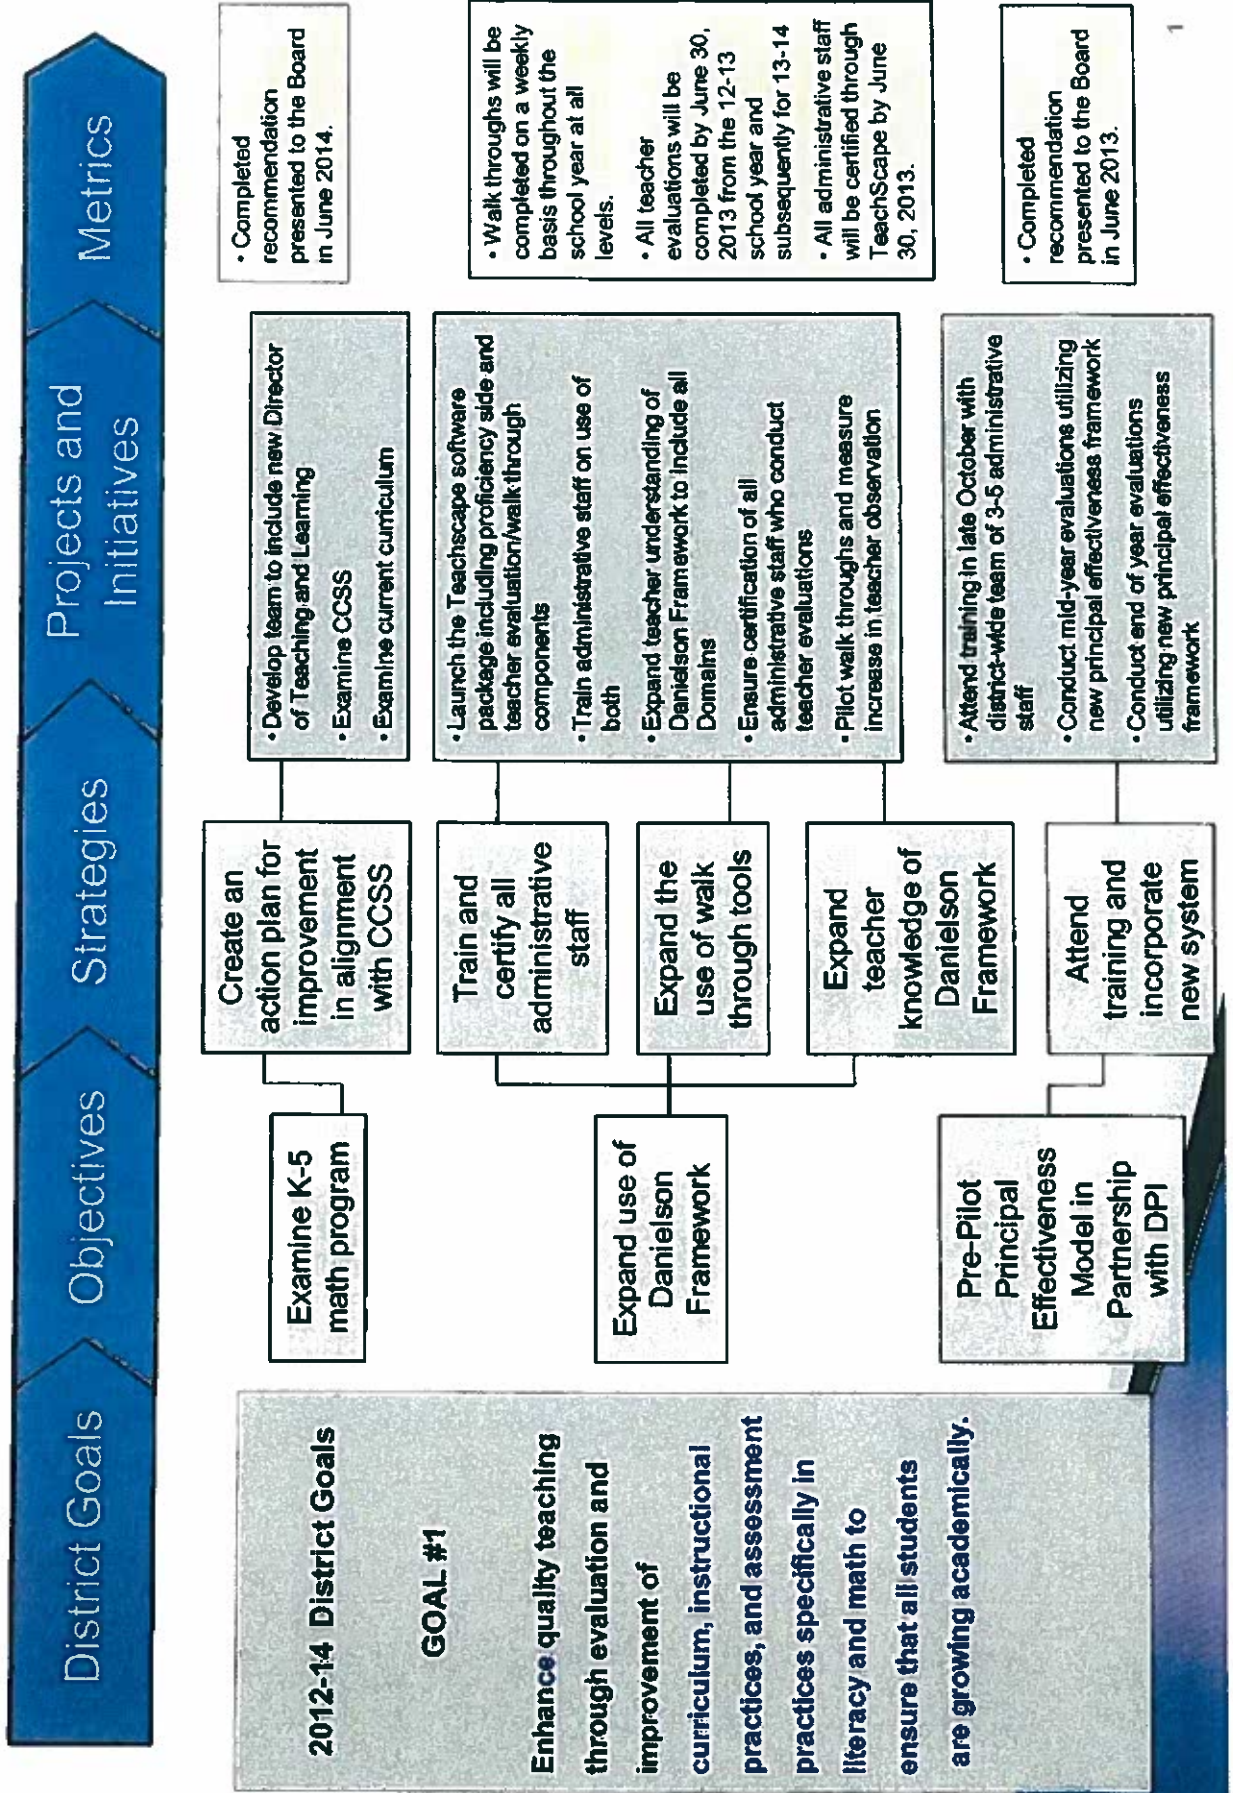 District Goals
Objectives
Strategies
Projects and
Initiatives
Metrics
2012-14 District Goals
GOAL #1
Enhance quality teaching
through evaluation and
improvement of
curriculum, instructional
practices, and assessment
practices specifically in
literacy and math to
ensure that all students
are growing academically.
Examine K-5
math program
Create an
action plan for
improvement
in alignment
with CCSS
• Develop team to include new Director
of Teaching and Learning
• Examine CCSS
• Examine current curriculum
• Completed
recommendation
presented to the Board
in June 2014.
Expand use of
Danielson
Framework
Train and
certify all
administrative
staff
Expand the
use of walk
through tools
Expand
teacher
knowledge of
Danielson
Framework
• Launch the Teachscape software
package including proficiency side and
teacher evaluation/walk through
components
• Train administrative staff on use of
both
• Expand teacher understanding of
Danielson Framework to include all
Domains
• Ensure certification of all
administrative staff who conduct
teacher evaluations
• Pilot walk throughs and measure
increase in teacher observation
• Walk throughs will be
completed on a weekly
basis throughout the
school year at all
levels.
• All teacher
evaluations will be
completed by June 30,
2013 from the 12-13
school year and
subsequently for 13-14
• All administrative staff
will be certified through
TeachScape by June
30, 2013.
Pre-Pilot
Principal
Effectiveness
Model in
Partnership
with DPI
Attend
training and
incorporate
new system
• Attend training in late October with
district-wide team of 3-5 administrative
staff
• Conduct mid-year evaluations utilizing
new principal effectiveness framework
• Conduct end of year evaluations
utilizing new principal effectiveness
framework
• Completed
recommendation
presented to the Board
in June 2013.
1